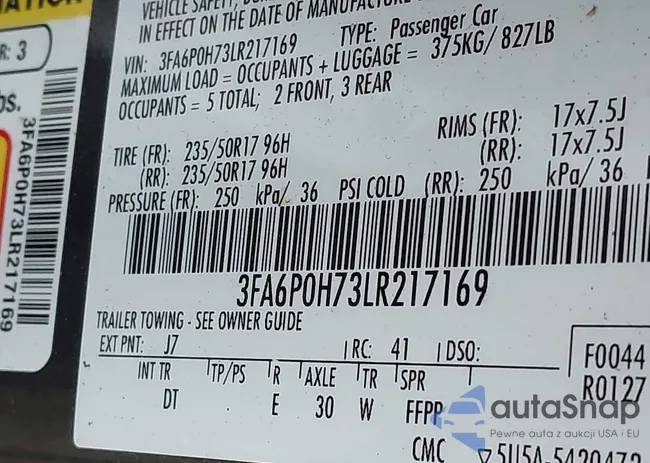 VEHICLE SAFETY,
IN EFFECT ON THE DATE OF MANUFACTURE
VIN: 3FA6P0H73LR217169 TYPE: Passenger Car
MAXIMUM LOAD = OCCUPANTS + LUGGAGE = 375KG/ 827LB
OCCUPANTS = 5 TOTAL; 2 FRONT, 3 REAR
TIRE (FR): 235/50R17 96H RIMS (FR): 17x7.5J
(RR): 235/50R17 96H (RR): 17x7.5J
PRESSURE (FR): 250 kPa/ 36 PSI COLD (RR): 250 kPa/ 36
3FA6P0H73LR217169
TRAILER TOWING - SEE OWNER GUIDE
EXT PNT: J7 RC: 41 DSO:
INT TR TP/PS R AXLE TR SPR
DT . E 30 W FFPP
CMC ▽5U5A-5420472
F0044
R0127
R: 3
bs.
3FA6P0H73LR217169
autaSnap
Pewne auta z aukcji USA i EU